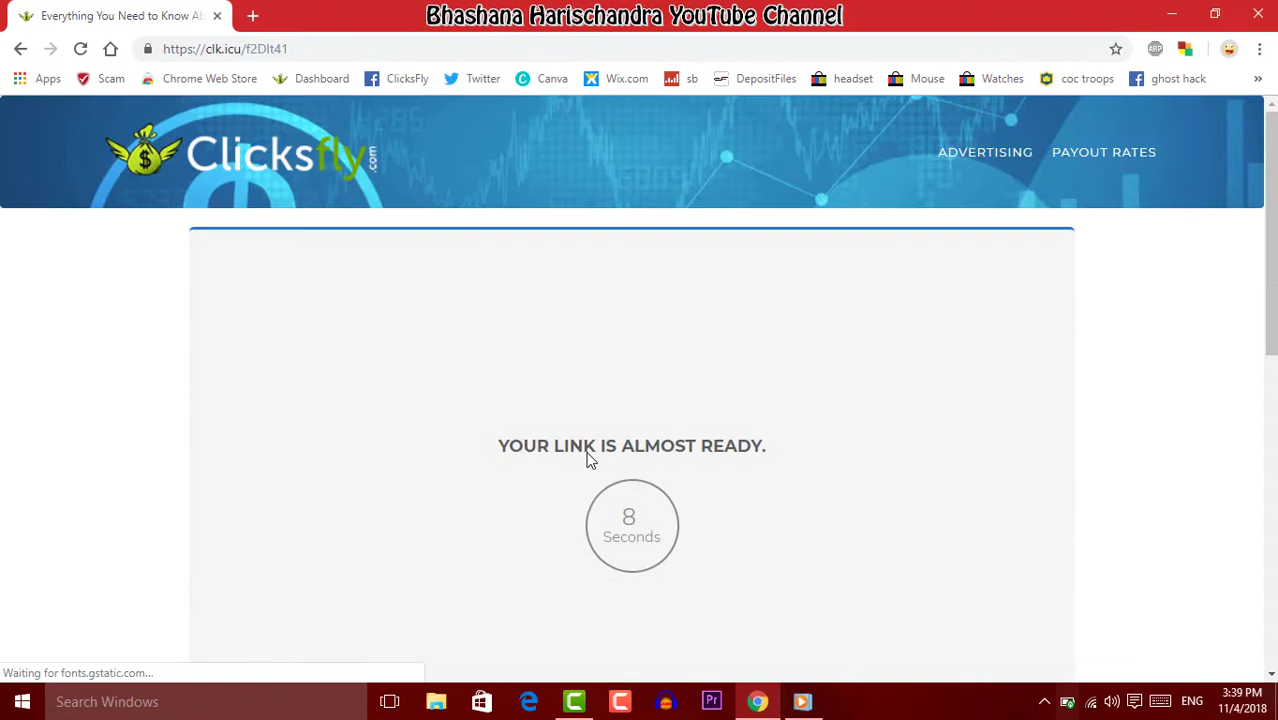 Everything You Need to Know Ab
Bhashana Harischandra YouTube Channel
https://clk.icu/f2DIt41
ABP
Apps
Scam
Chrome Web Store
Dashboard
ClicksFly
Twitter
Canva
Wix.com
sb
DepositFiles
headset
Mouse
Watches
coc troops
ghost hack
»
Clicksfly.com
ADVERTISING
PAYOUT RATES
YOUR LINK IS ALMOST READY.
8
Seconds
Waiting for fonts.gstatic.com...
Search Windows
Pr
ENG
3:39 PM
11/4/2018